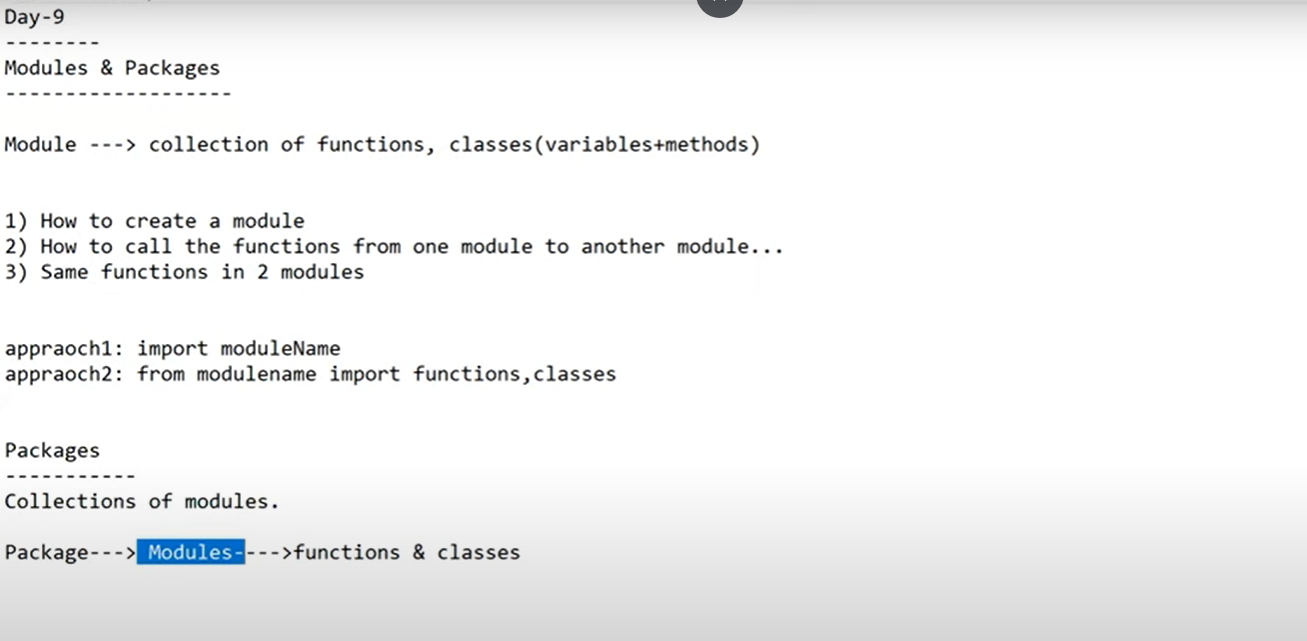 Day-9
--------
Modules & Packages
-------------------
Module ---> collection of functions, classes(variables+methods)
1) How to create a module
2) How to call the functions from one module to another module...
3) Same functions in 2 modules
appraoch1: import moduleName
appraoch2: from modulename import functions,classes
Packages
-----------
Collections of modules.
Package---> Modules---->functions & classes